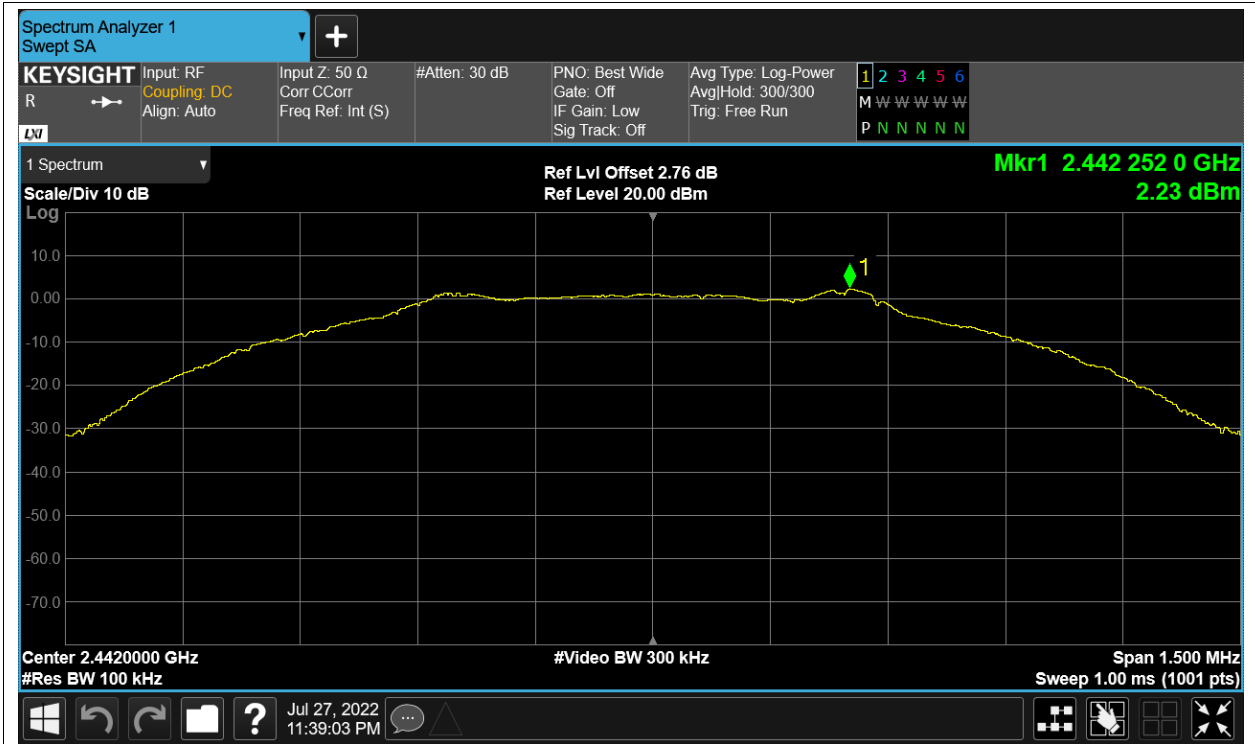 Spectrum Analyzer 1
Swept SA
+
KEYSIGHT
R
LXI
Input: RF
Coupling: DC
Align: Auto
Input Z: 50 Ω
Corr CCorr
Freq Ref: Int (S)
#Atten: 30 dB
PNO: Best Wide
Gate: Off
IF Gain: Low
Sig Track: Off
Avg Type: Log-Power
Avg|Hold: 300/300
Trig: Free Run
1 2 3 4 5 6
M W W W W W
P N N N N N
1 Spectrum
Scale/Div 10 dB
Log
Ref Lvl Offset 2.76 dB
Ref Level 20.00 dBm
Mkr1 2.442 252 0 GHz
2.23 dBm
1
10.0
0.00
-10.0
-20.0
-30.0
-40.0
-50.0
-60.0
-70.0
Center 2.4420000 GHz
#Res BW 100 kHz
#Video BW 300 kHz
Span 1.500 MHz
Sweep 1.00 ms (1001 pts)
?
Jul 27, 2022
11:39:03 PM